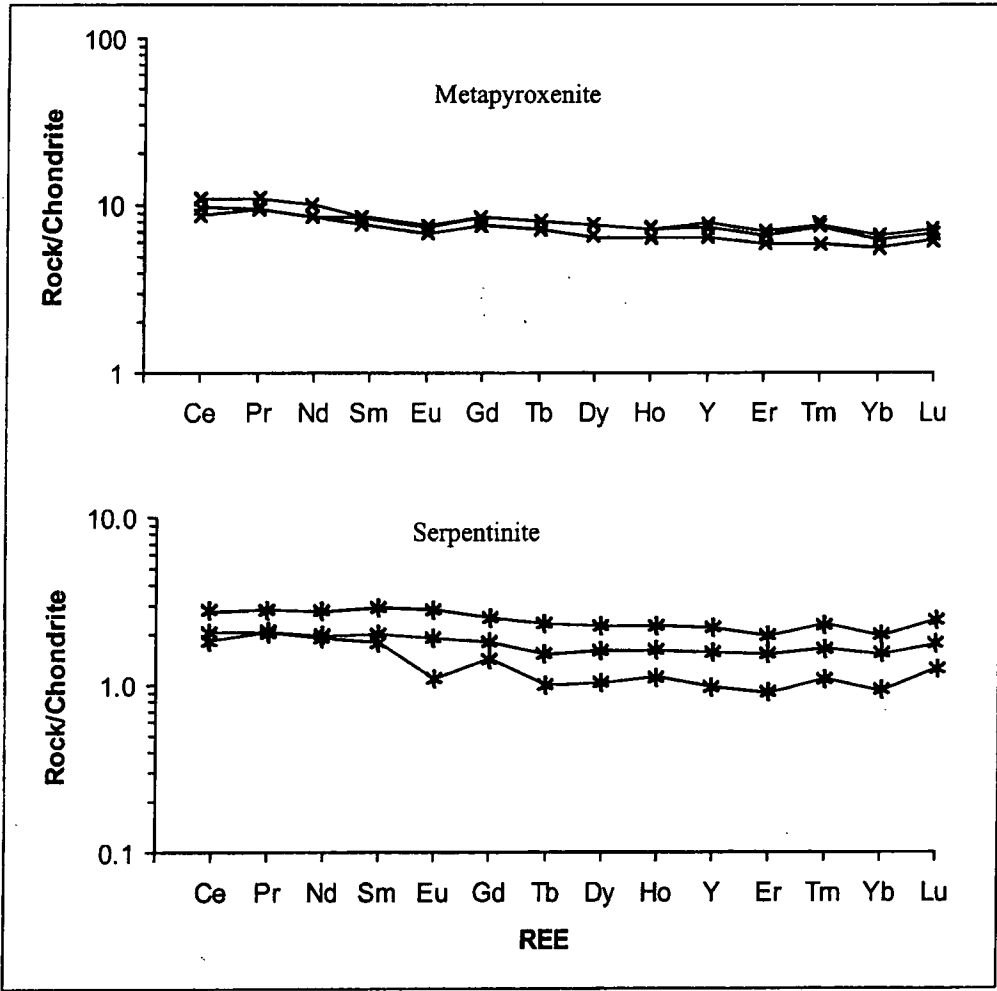 Metapyroxenite
Rock/Chondrite
100
10
1
Ce Pr Nd Sm Eu Gd Tb Dy Ho Y Er Tm Yb Lu
Serpentinite
Rock/Chondrite
10.0
1.0
0.1
Ce Pr Nd Sm Eu Gd Tb Dy Ho Y Er Tm Yb Lu
REE